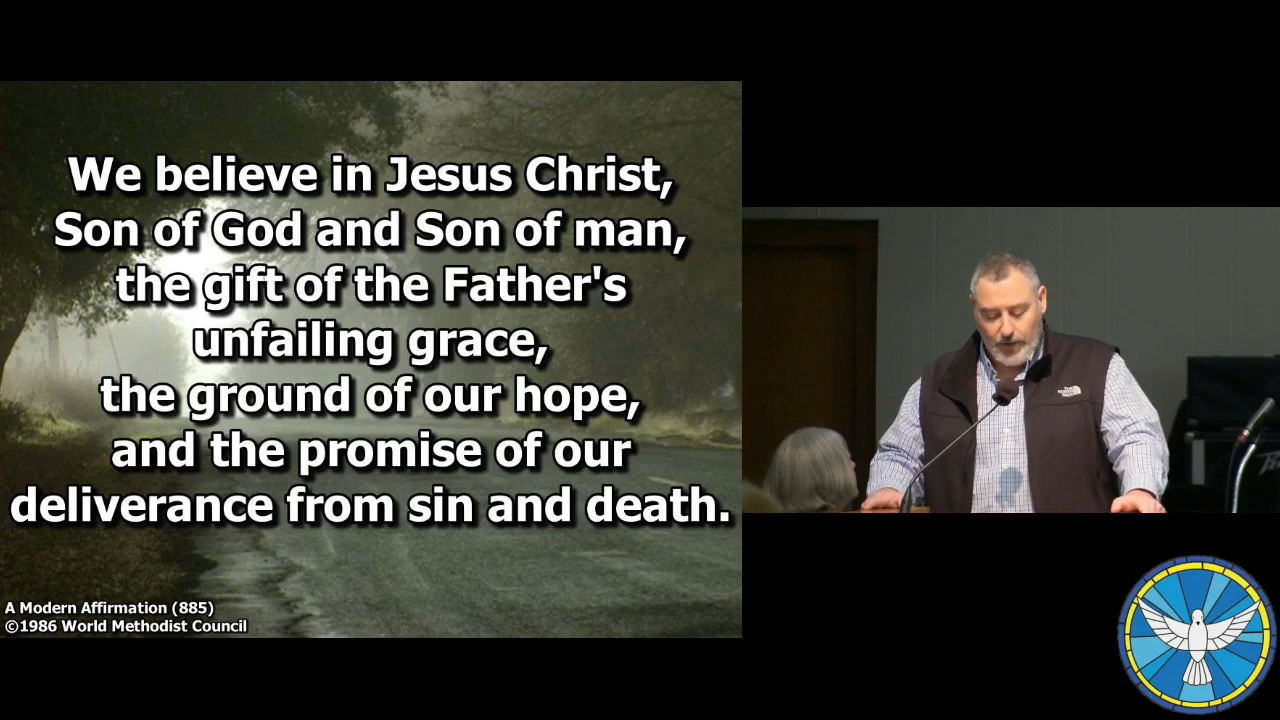 We believe in Jesus Christ,
Son of God and Son of man,
the gift of the Father's
unfailing grace,
the ground of our hope,
and the promise of our
deliverance from sin and death.
A Modern Affirmation (885)
©1986 World Methodist Council